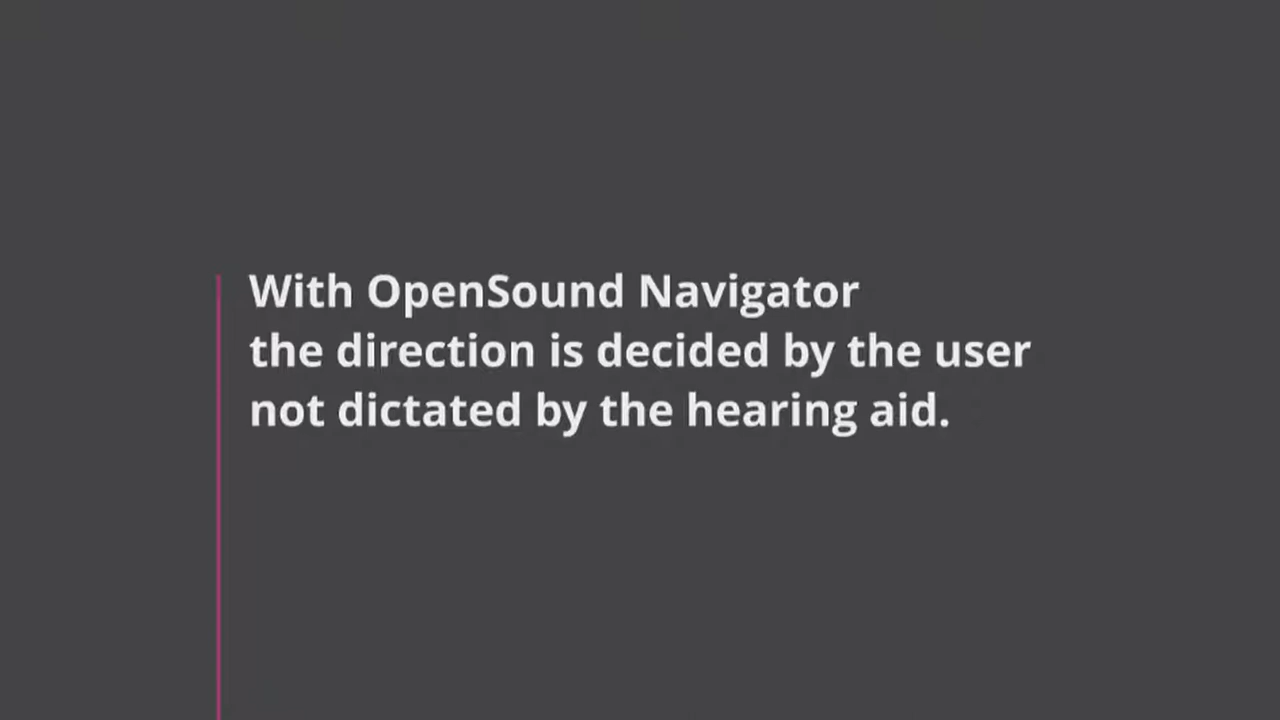 With OpenSound Navigator
the direction is decided by the user
not dictated by the hearing aid.